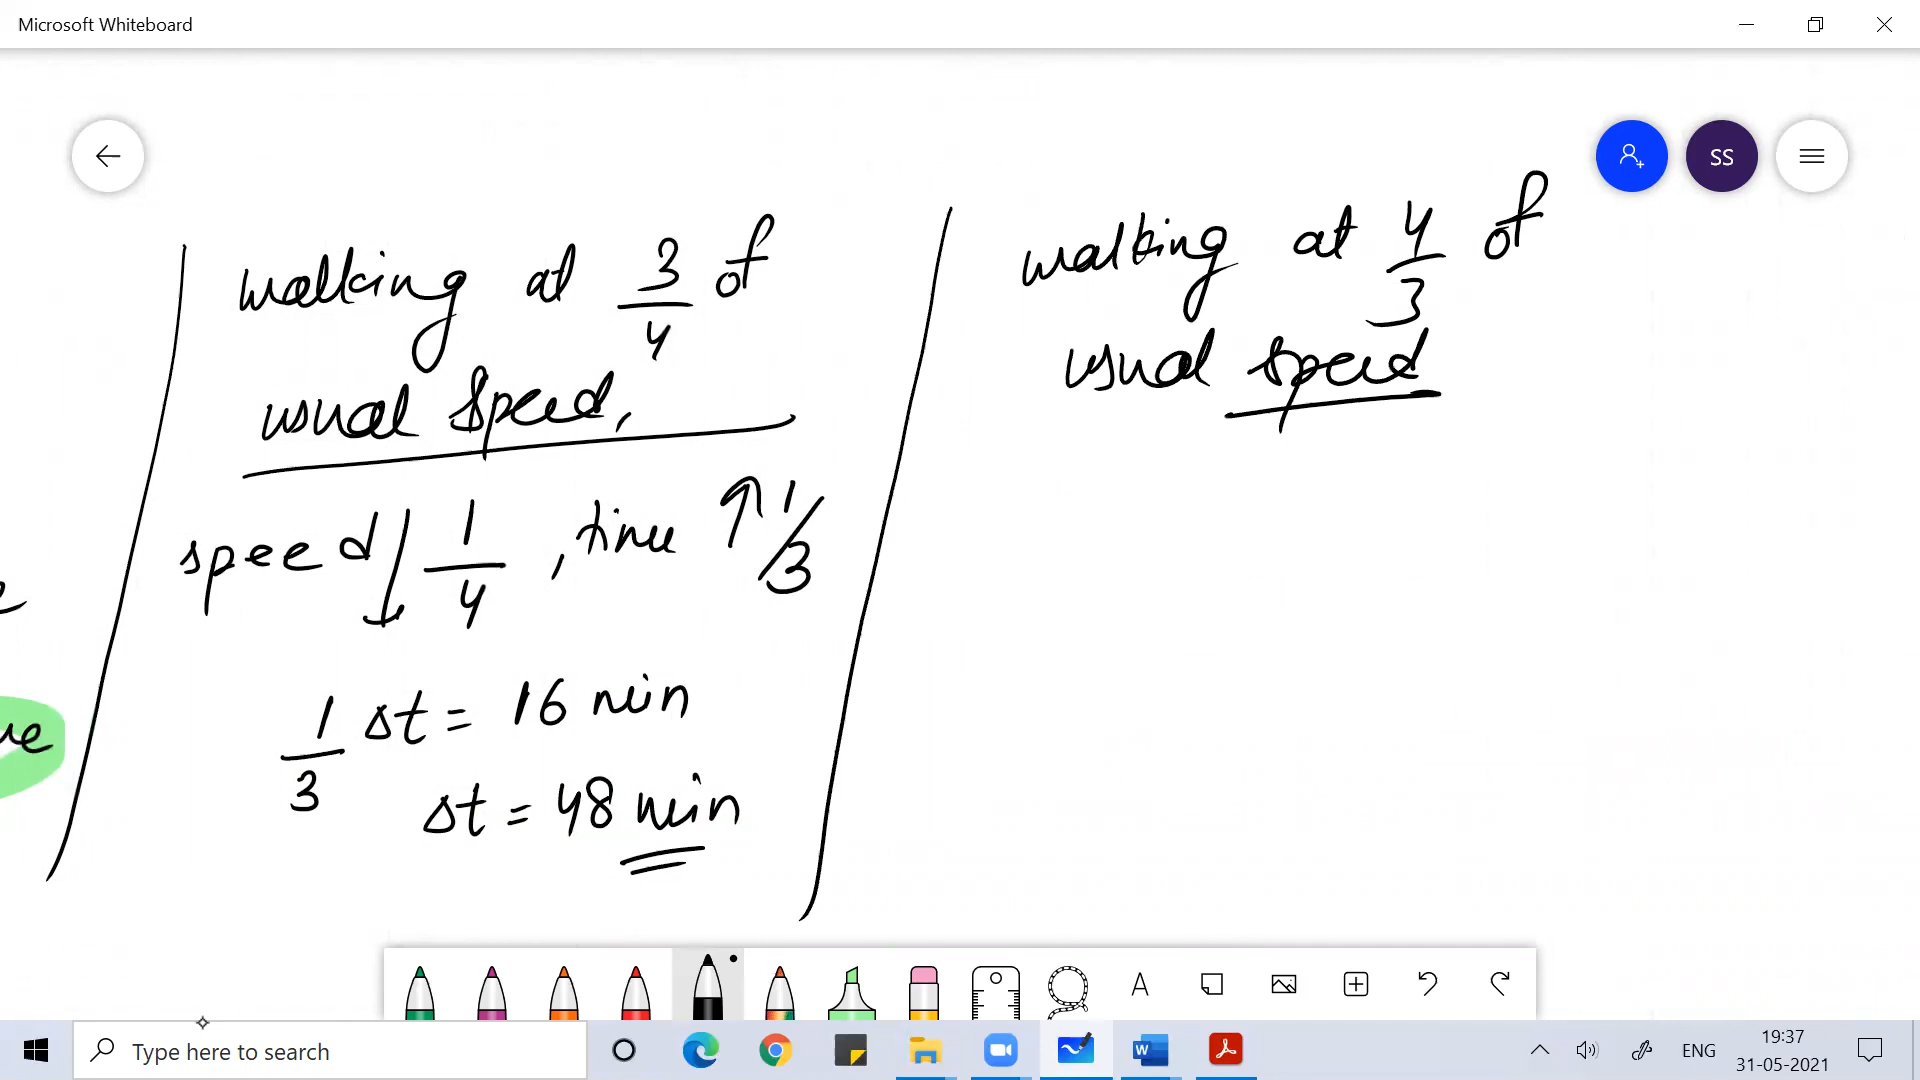 Microsoft Whiteboard
SS
walking at 3/4 of
usual speed,
speed ↓ 1/4 , time ↑ 1/3
1/3 Δt = 16 min
Δt = 48 min
walking at 4/3 of
usual speed
A
Type here to search
ENG
19:37
31-05-2021